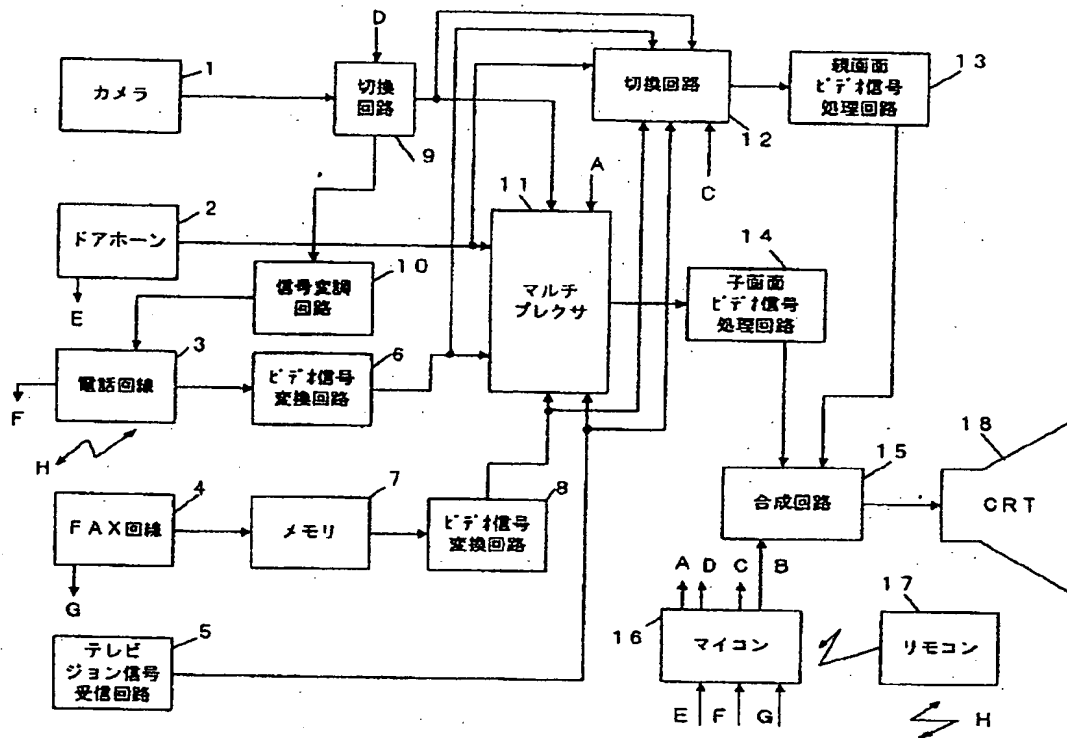 D
1
カメラ
切換
回路
9
切換回路
12
親画面
ビデオ信号
処理回路
13
C
A
11
2
ドアホーン
E
10
信号変調
回路
マルチ
プレクサ
14
子画面
ビデオ信号
処理回路
3
電話回線
F
H
6
ビデオ信号
変換回路
4
FAX回線
G
7
メモリ
8
ビデオ信号
変換回路
15
合成回路
18
CRT
A
D
C
B
5
テレビ
ジョン信号
受信回路
16
マイコン
17
リモコン
E
F
G
H